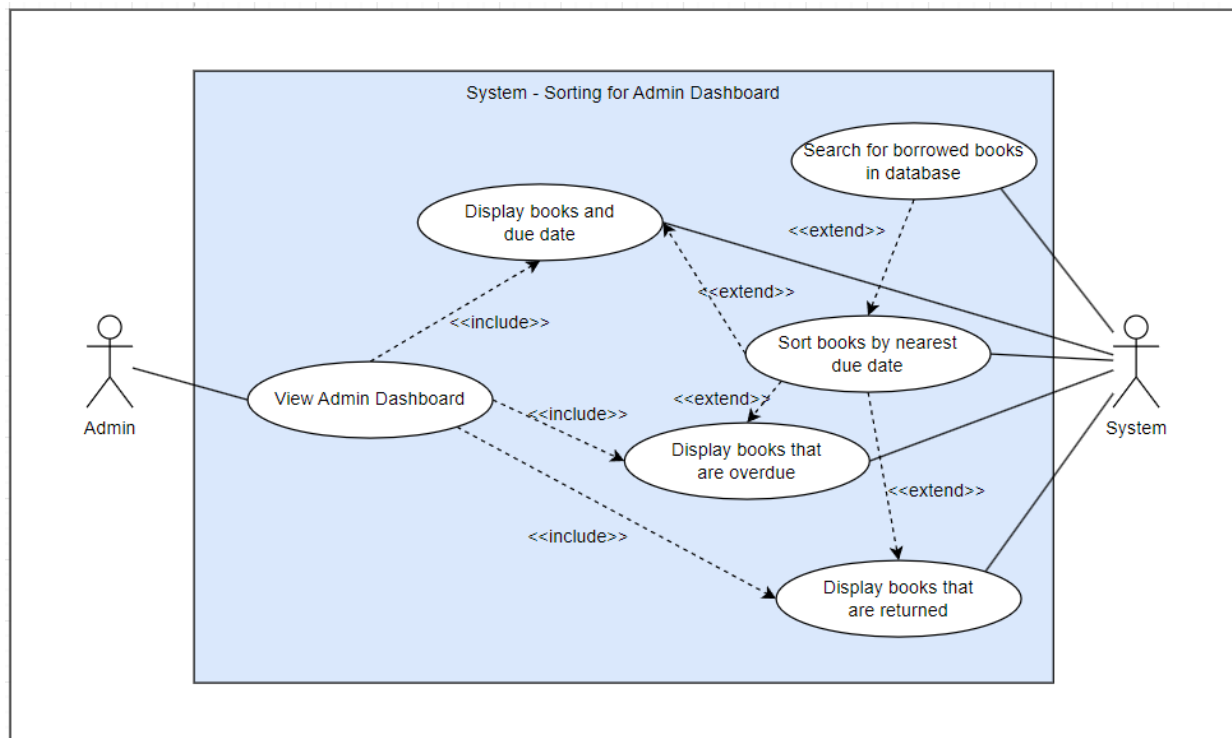 System - Sorting for Admin Dashboard
Search for borrowed books
in database
Display books and
due date
<<extend>>
<<extend>>
<<include>>
Sort books by nearest
due date
View Admin Dashboard
<<extend>>
<<include>>
Admin
System
Display books that
are overdue
<<extend>>
<<include>>
Display books that
are returned